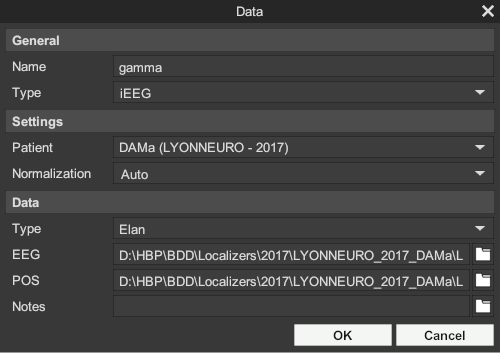 Data
General
Name gamma
Type iEEG
Settings
Patient DAMa (LYONNEURO - 2017)
Normalization Auto
Data
Type Elan
EEG D:\HBP\BDD\Localizers\2017\LYONNEURO_2017_DAMa\L
POS D:\HBP\BDD\Localizers\2017\LYONNEURO_2017_DAMa\L
Notes
OK Cancel